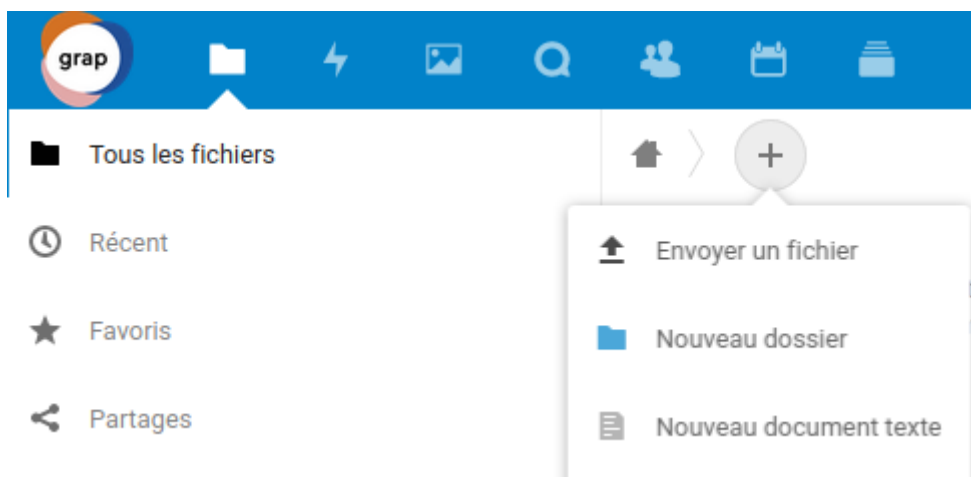 grap
Tous les fichiers
Récent
Favoris
Partages
Envoyer un fichier
Nouveau dossier
Nouveau document texte